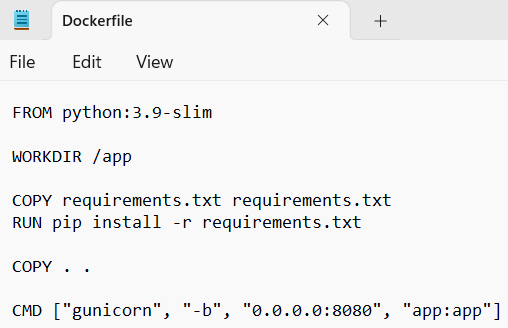 Dockerfile
File Edit View
FROM python:3.9-slim
WORKDIR /app
COPY requirements.txt requirements.txt
RUN pip install -r requirements.txt
COPY . .
CMD ["gunicorn", "-b", "0.0.0.0:8080", "app:app"]